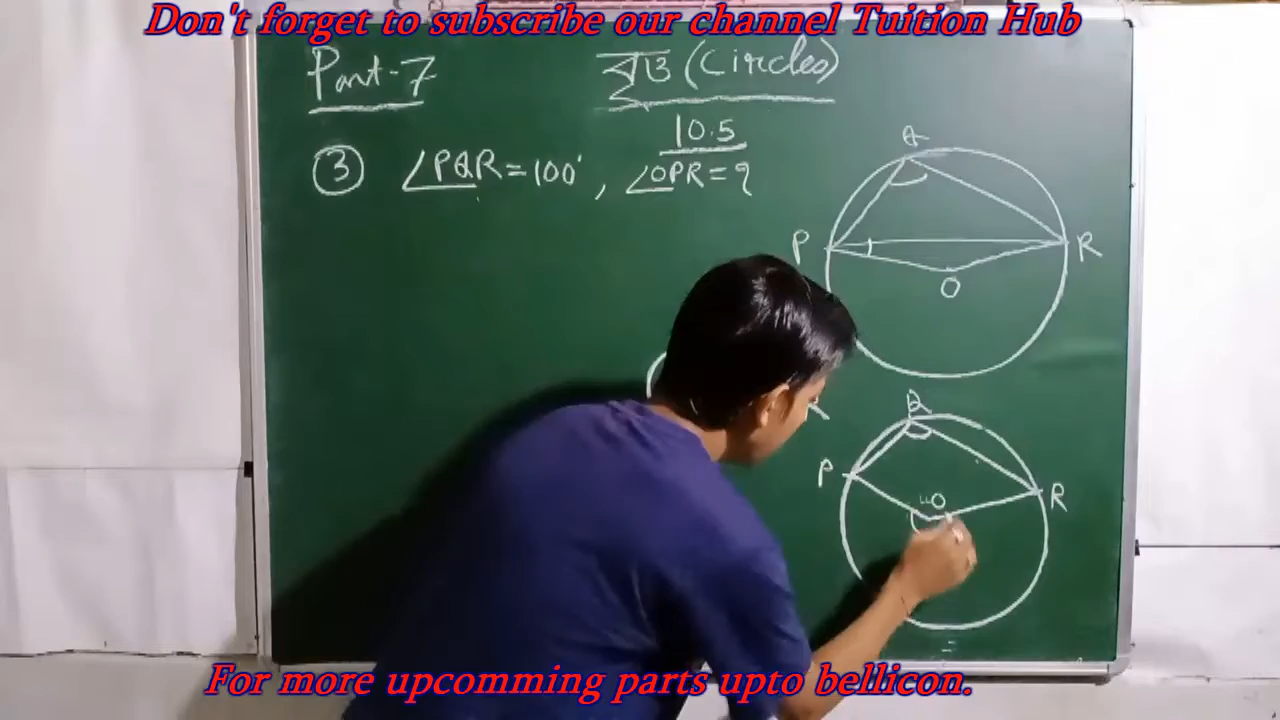 Don't forget to subscribe our channel Tuition Hub
Part-7
বৃত্ত (Circles)
10.5
③ ∠PQR = 100°, ∠OPR = ?
Q
P
R
O
Q
P
R
O
For more upcomming parts upto bellicon.